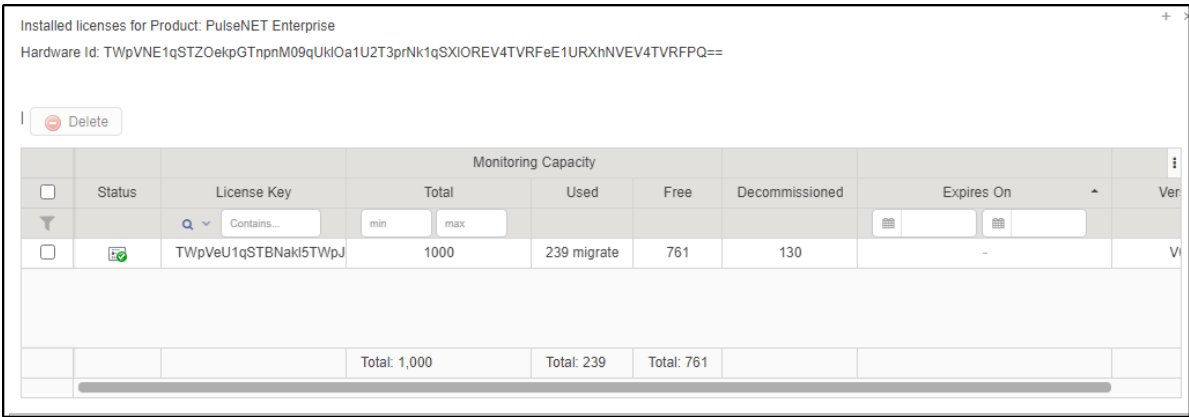 Installed licenses for Product: PulseNET Enterprise
Hardware Id: TWpVNE1qSTZOekpGTnpnM09qUklOa1U2T3prNk1qSXlOREV4TVRFeE1URXhNVEV4TVRFPQ==
Delete
Monitoring Capacity
Status License Key Total Used Free Decommissioned Expires On Ver
Contains... min max
TWpVeU1qSTBNakl5TWpJ 1000 239 migrate 761 130 -
Total: 1,000 Total: 239 Total: 761